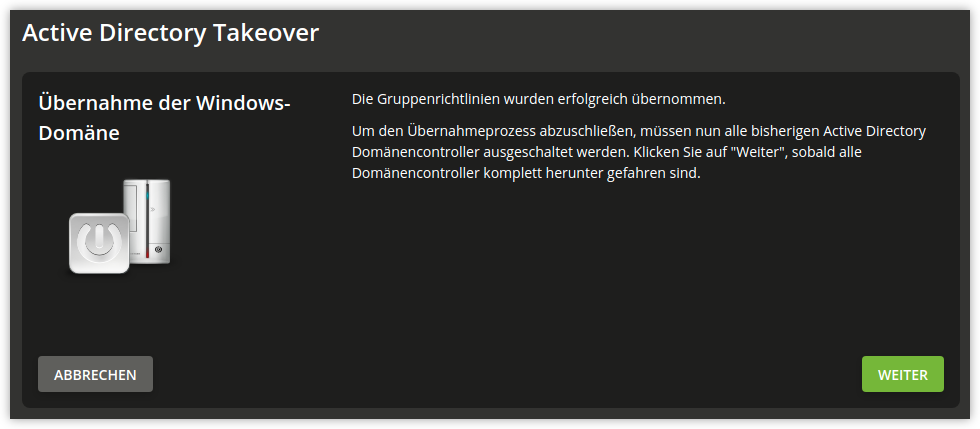 Active Directory Takeover
Übernahme der Windows-
Domäne
Die Gruppenrichtlinien wurden erfolgreich übernommen.
Um den Übernahmeprozess abzuschließen, müssen nun alle bisherigen Active Directory
Domänencontroller ausgeschaltet werden. Klicken Sie auf "Weiter", sobald alle
Domänencontroller komplett herunter gefahren sind.
ABBRECHEN
WEITER